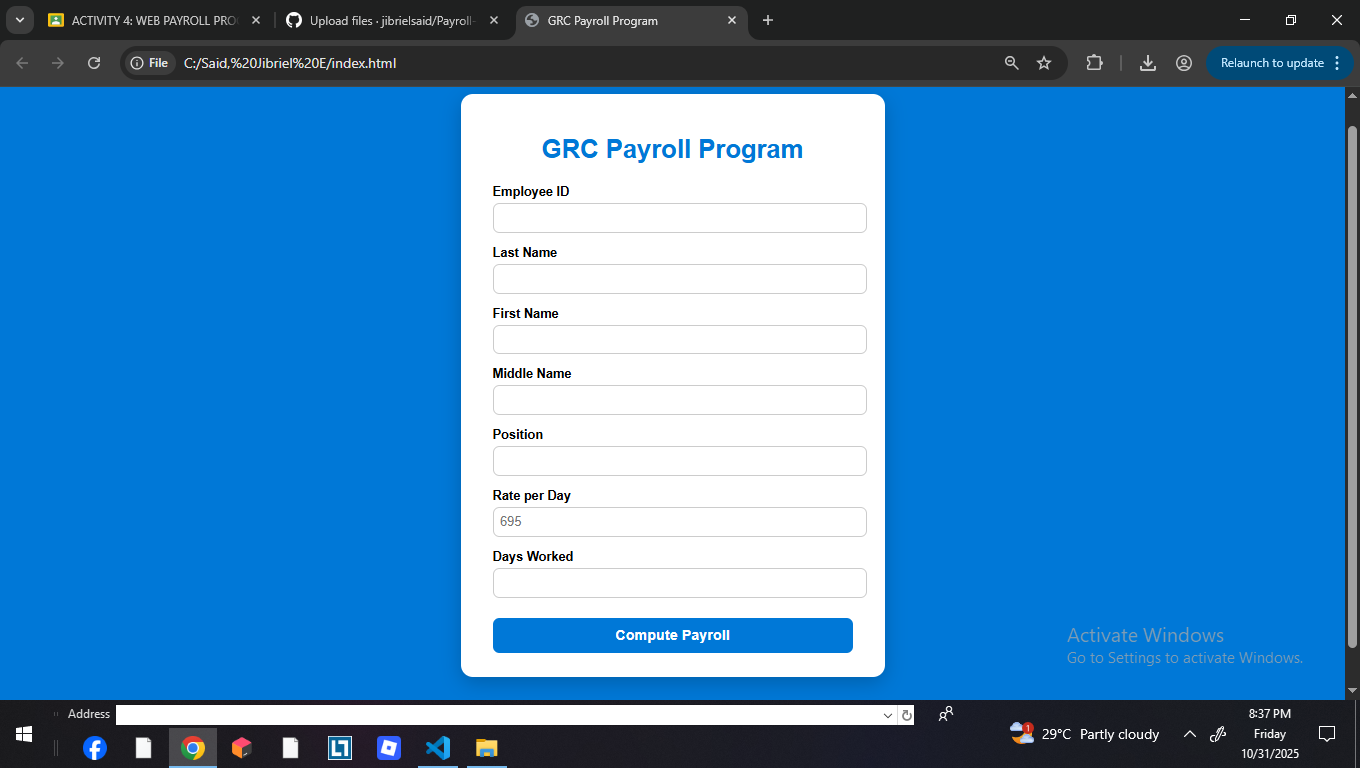 ACTIVITY 4: WEB PAYROLL PRO
Upload files · jibrielsaid/Payroll-
GRC Payroll Program
File
C:/Said,%20Jibriel%20E/index.html
Relaunch to update
GRC Payroll Program
Employee ID
Last Name
First Name
Middle Name
Position
Rate per Day
695
Days Worked
Compute Payroll
Activate Windows
Go to Settings to activate Windows.
Address
1
29°C Partly cloudy
8:37 PM
Friday
10/31/2025